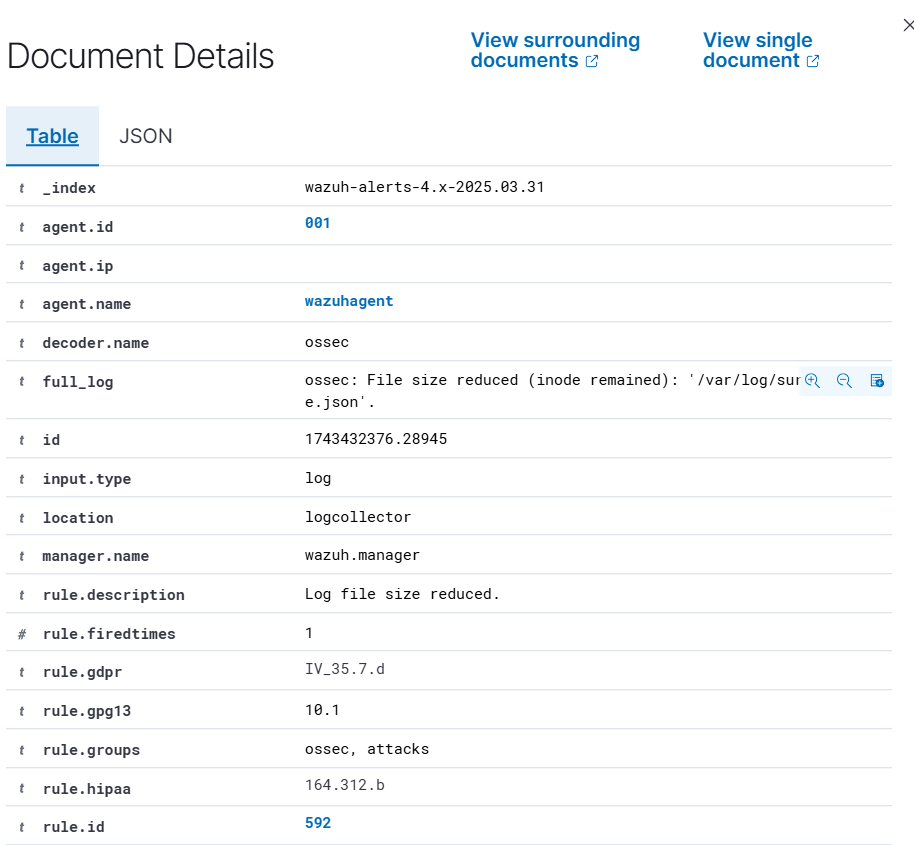 Document Details
View surrounding
documents
View single
document
Table
JSON
t _index wazuh-alerts-4.x-2025.03.31
t agent.id 001
t agent.ip
t agent.name wazuhagent
t decoder.name ossec
t full_log ossec: File size reduced (inode remained): '/var/log/sur
e.json'.
t id 1743432376.28945
t input.type log
t location logcollector
t manager.name wazuh.manager
t rule.description Log file size reduced.
# rule.firedtimes 1
t rule.gdpr IV_35.7.d
t rule.gpg13 10.1
t rule.groups ossec, attacks
t rule.hipaa 164.312.b
t rule.id 592